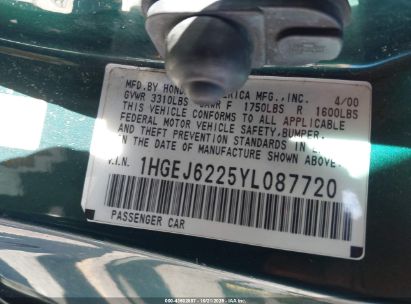 MFD. BY HONDA AMERICA MFG., INC. 4/00
GVWR 3310LBS GAWR F 1750LBS R 1600LBS
THIS VEHICLE CONFORMS TO ALL APPLICABLE
FEDERAL MOTOR VEHICLE SAFETY, BUMPER,
AND THEFT PREVENTION STANDARDS IN
THE DATE OF MANUFACTURE SHOWN ABOVE.
V.I.N. 1HGEJ6225YL087720
PASSENGER CAR